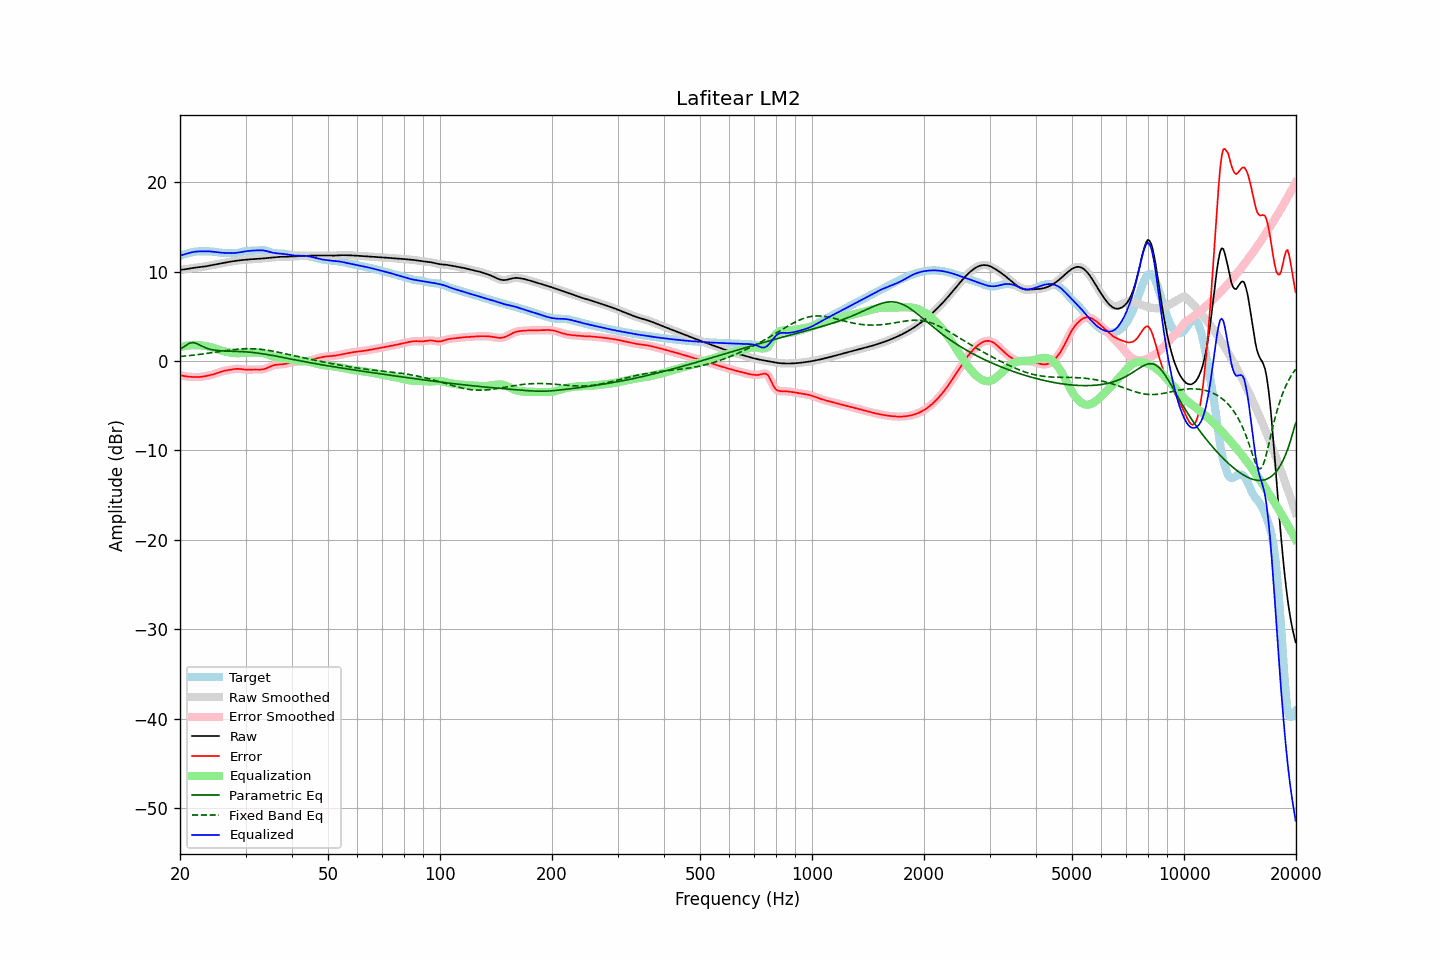 Lafitear LM2
Amplitude (dBr)
20
10
0
−10
−20
−30
−40
−50
Target
Raw Smoothed
Error Smoothed
Raw
Error
Equalization
Parametric Eq
Fixed Band Eq
Equalized
20 50 100 200 500 1000 2000 5000 10000 20000
Frequency (Hz)